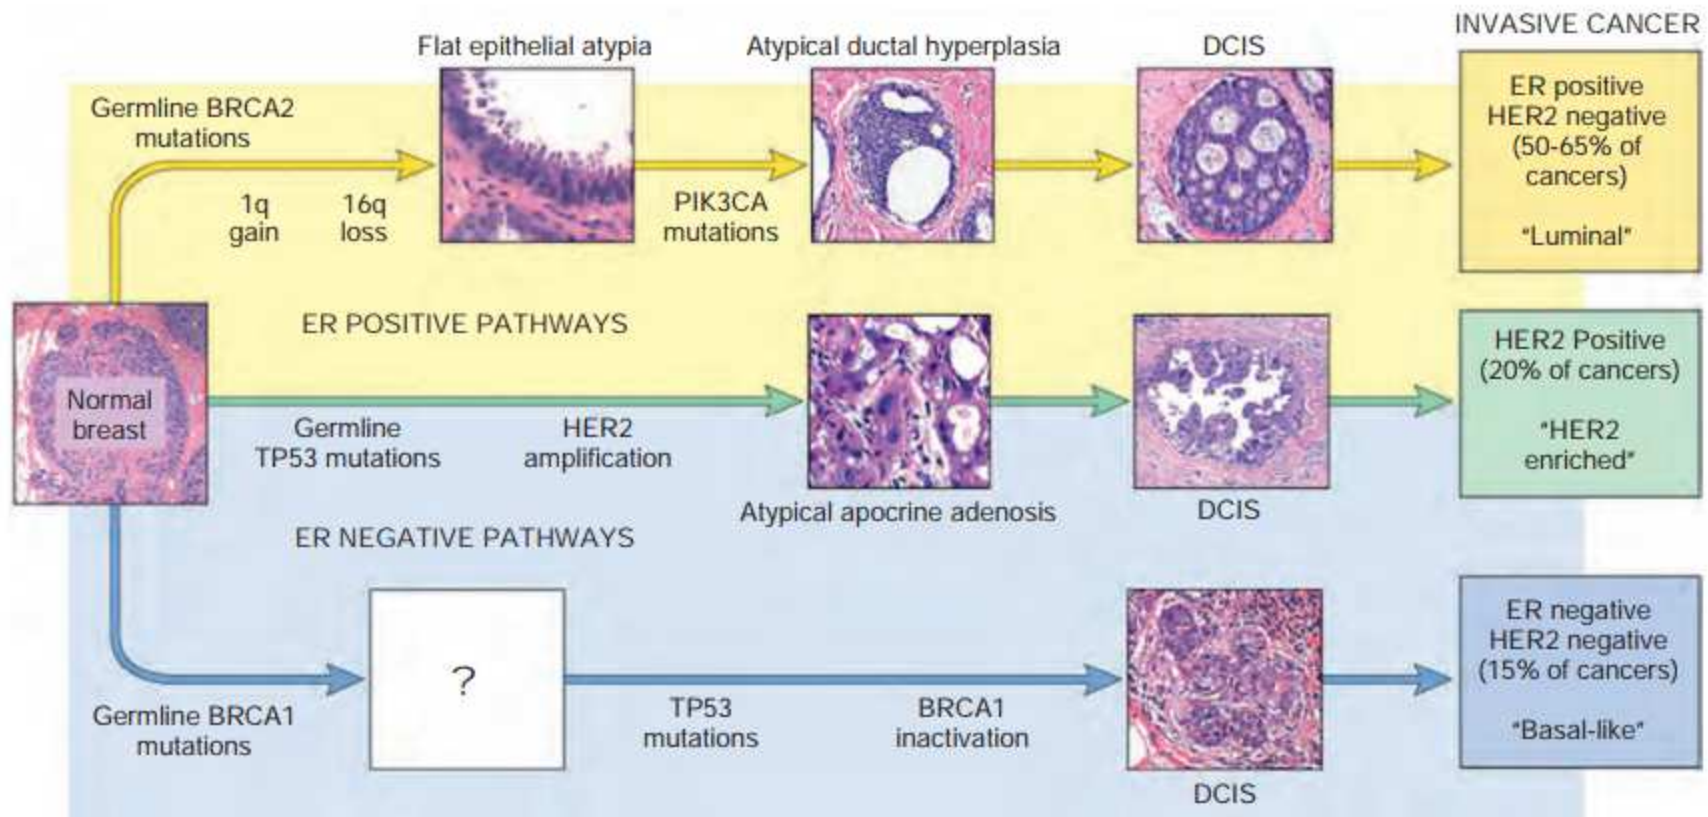 INVASIVE CANCER
Flat epithelial atypia
Atypical ductal hyperplasia
DCIS
Germline BRCA2
mutations
1q
gain
16q
loss
PIK3CA
mutations
ER positive
HER2 negative
(50-65% of
cancers)
"Luminal"
ER POSITIVE PATHWAYS
Normal
breast
Germline
TP53 mutations
HER2
amplification
Atypical apocrine adenosis
DCIS
HER2 Positive
(20% of cancers)
"HER2
enriched"
ER NEGATIVE PATHWAYS
Germline BRCA1
mutations
?
TP53
mutations
BRCA1
inactivation
DCIS
ER negative
HER2 negative
(15% of cancers)
"Basal-like"